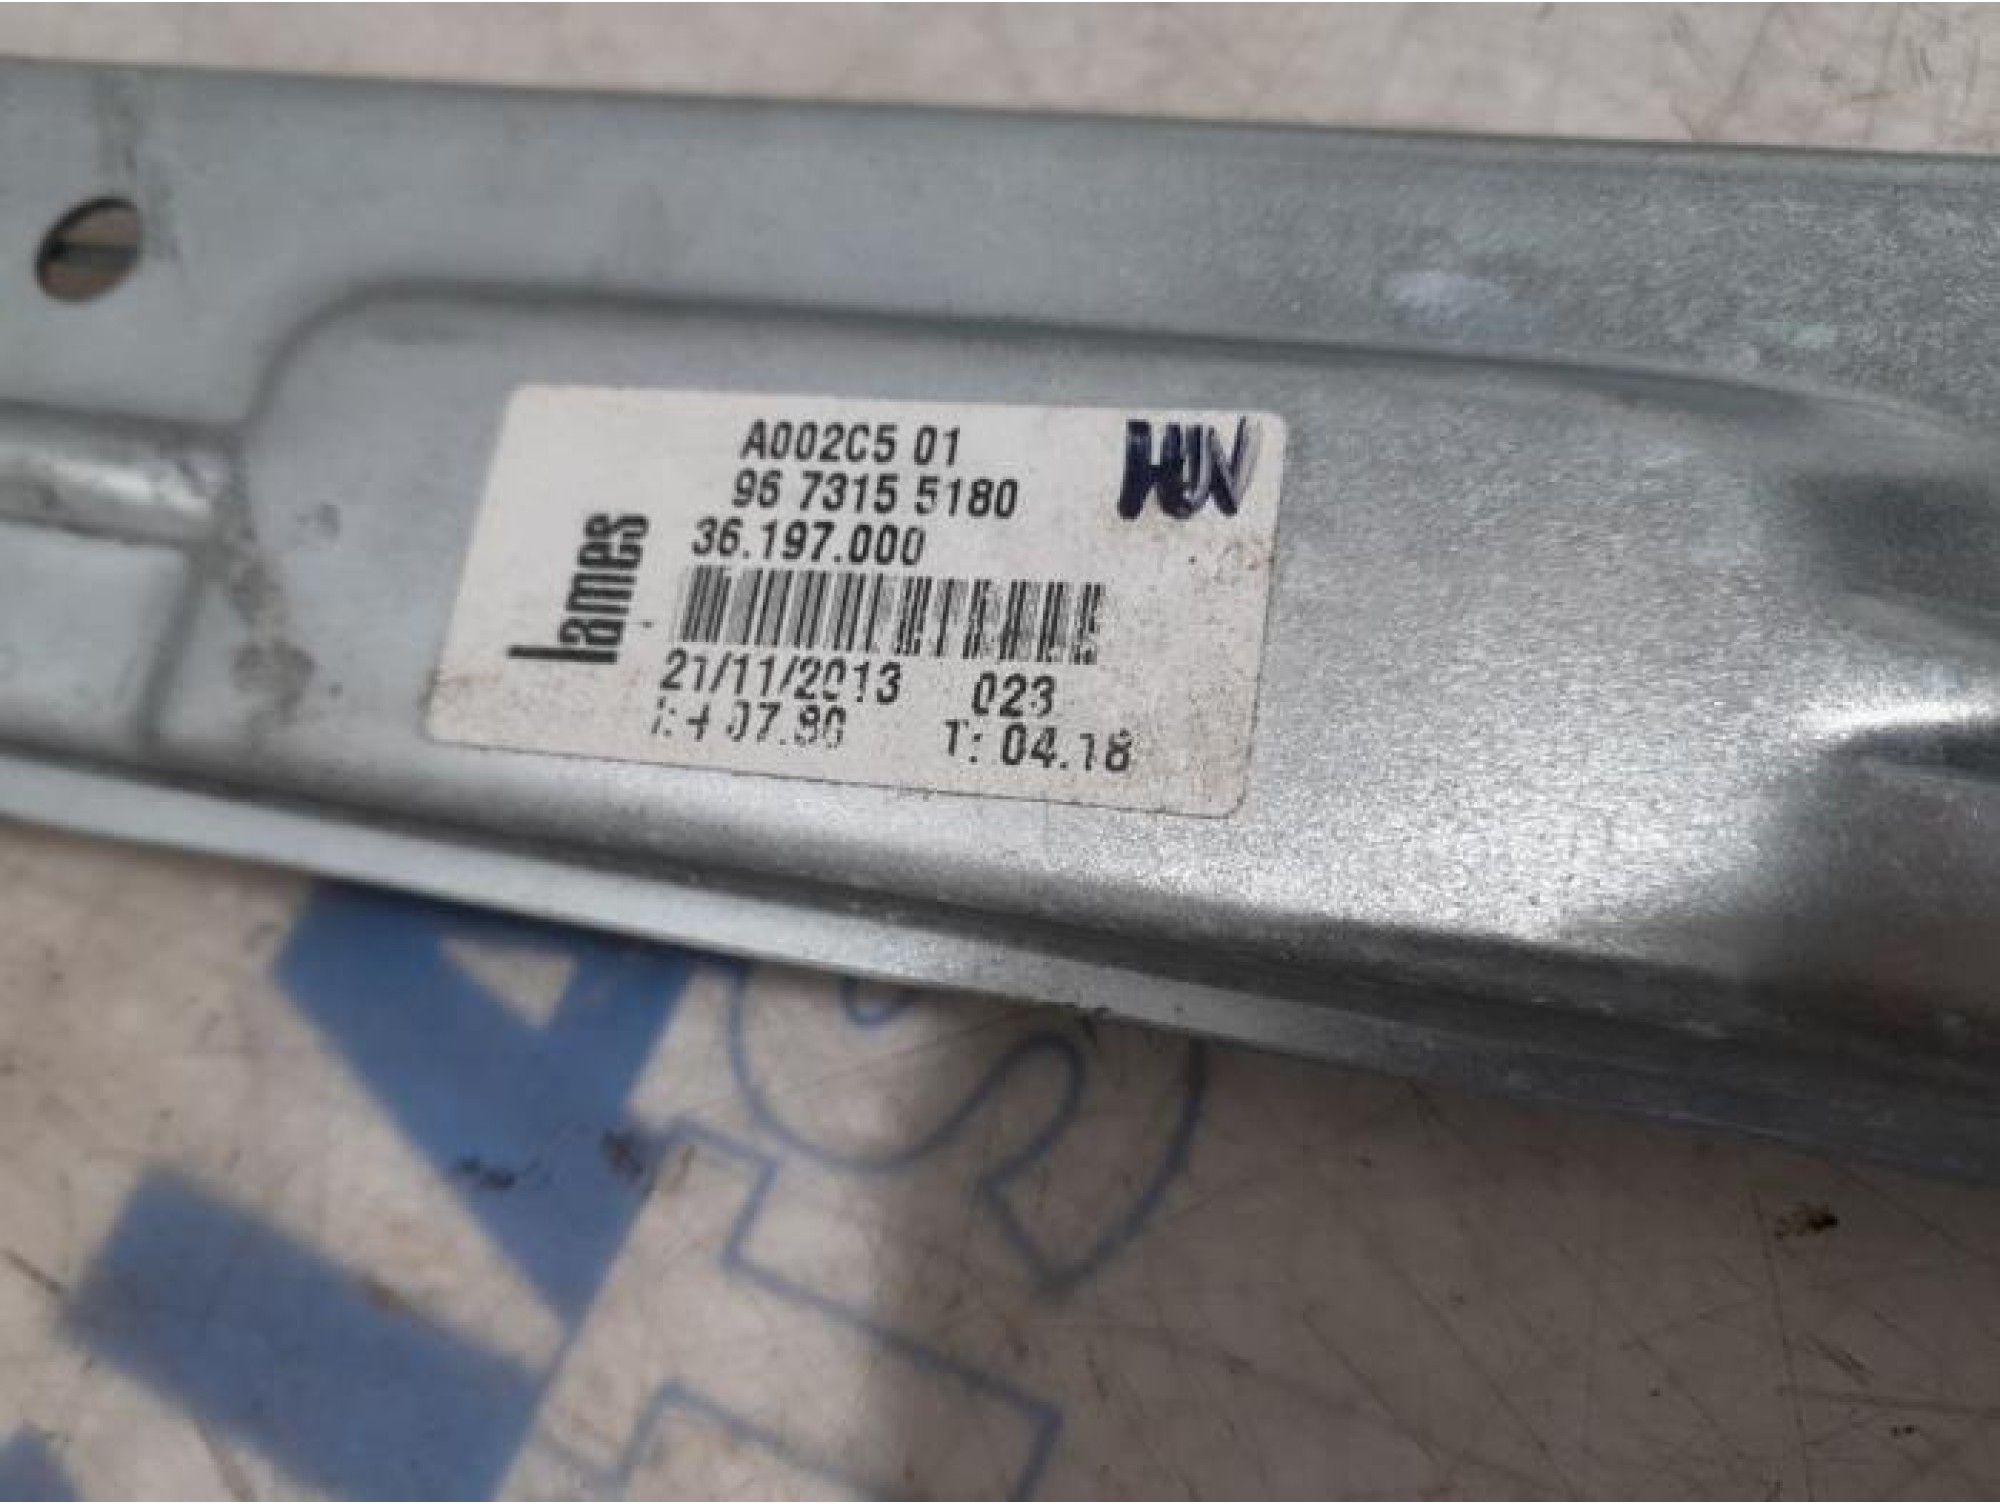 A002C5 01
96 7315 5180
36.197.000
lames
21/11/2013 023
T: 04.18